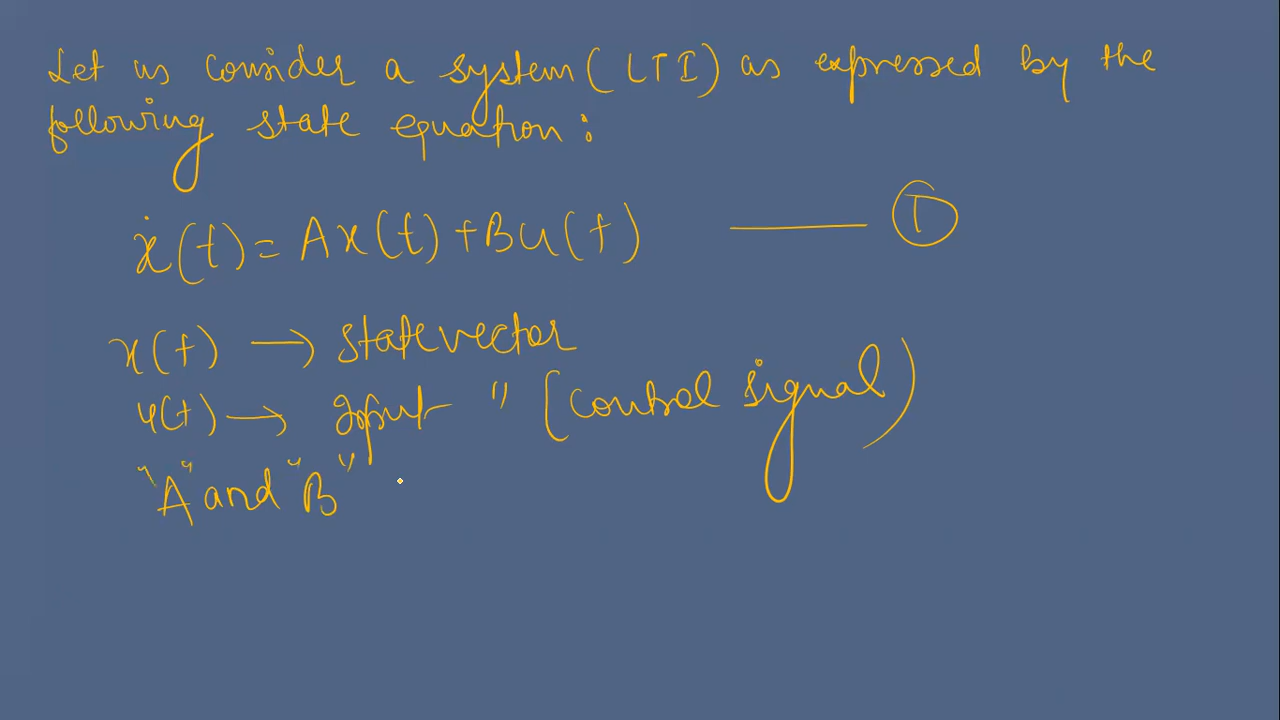 Let us consider a system (LTI) as expressed by the
following state equation:
ẋ(t) = Ax(t) + Bu(t) —— ①
x(t) → state vector
u(t) → Input " (control signal)
"A" and "B"